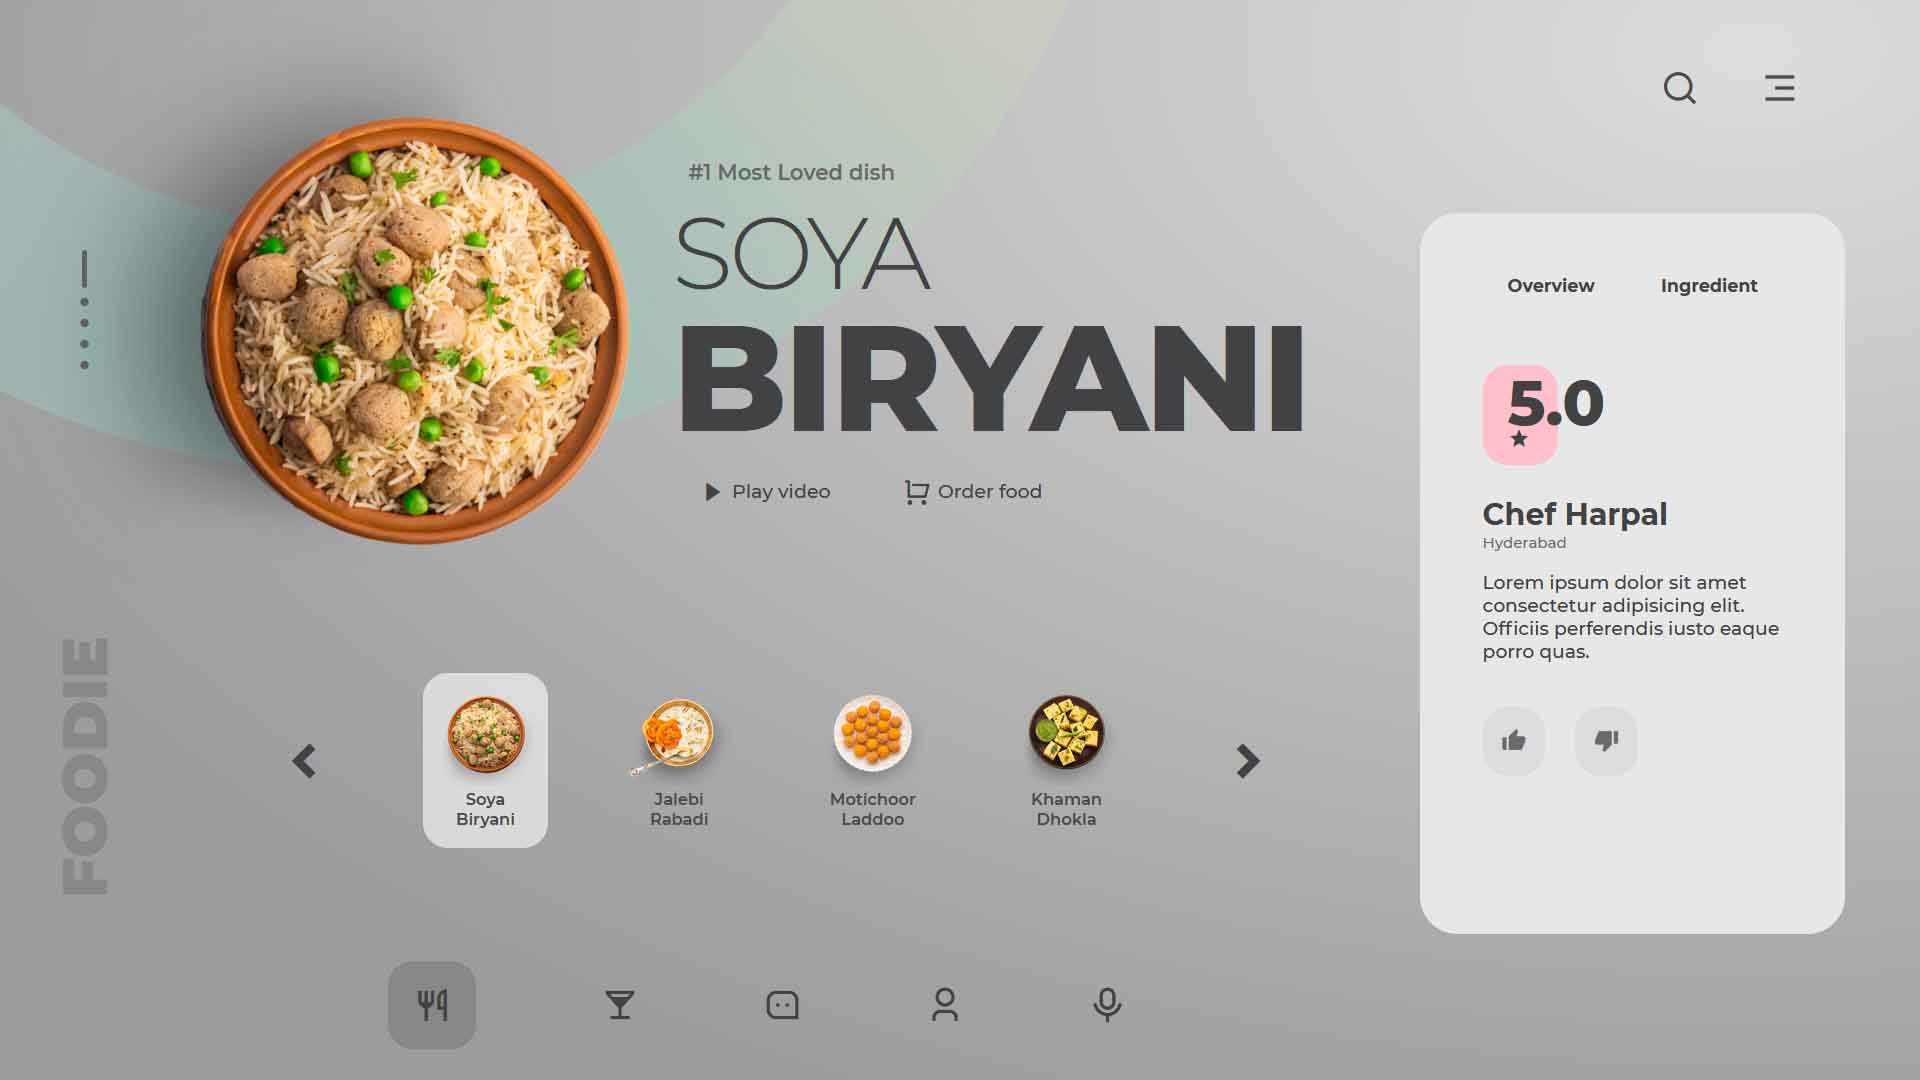 #1 Most Loved dish
SOYA
BIRYANI
Play video
Order food
Overview
Ingredient
5.0
Chef Harpal
Hyderabad
Lorem ipsum dolor sit amet
consectetur adipisicing elit.
Officiis perferendis iusto eaque
porro quas.
FOODIE
Soya
Biryani
Jalebi
Rabadi
Motichoor
Laddoo
Khaman
Dhokla